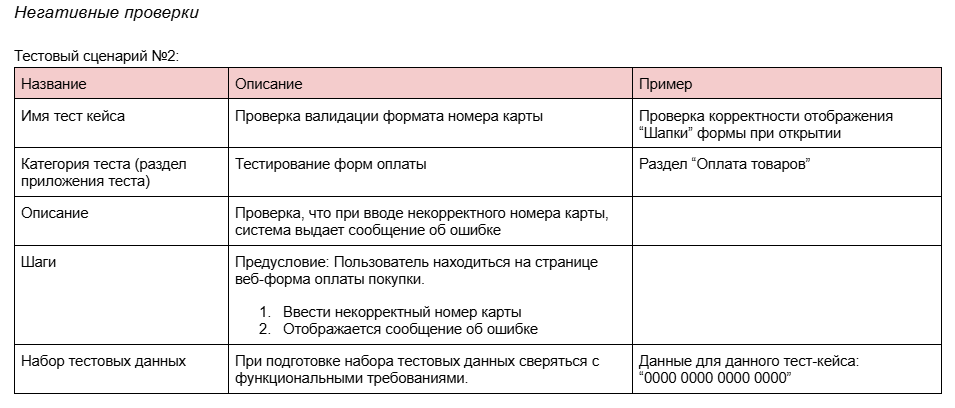 Негативные проверки
Тестовый сценарий №2:
Название
Описание
Пример
Имя тест кейса
Проверка валидации формата номера карты
Проверка корректности отображения
“Шапки” формы при открытии
Категория теста (раздел
приложения теста)
Тестирование форм оплаты
Раздел “Оплата товаров”
Описание
Проверка, что при вводе некорректного номера карты,
система выдает сообщение об ошибке
Шаги
Предусловие: Пользователь находиться на странице
веб-форма оплаты покупки.
1. Ввести некорректный номер карты
2. Отображается сообщение об ошибке
Набор тестовых данных
При подготовке набора тестовых данных сверяться с
функциональными требованиями.
Данные для данного тест-кейса:
“0000 0000 0000 0000”